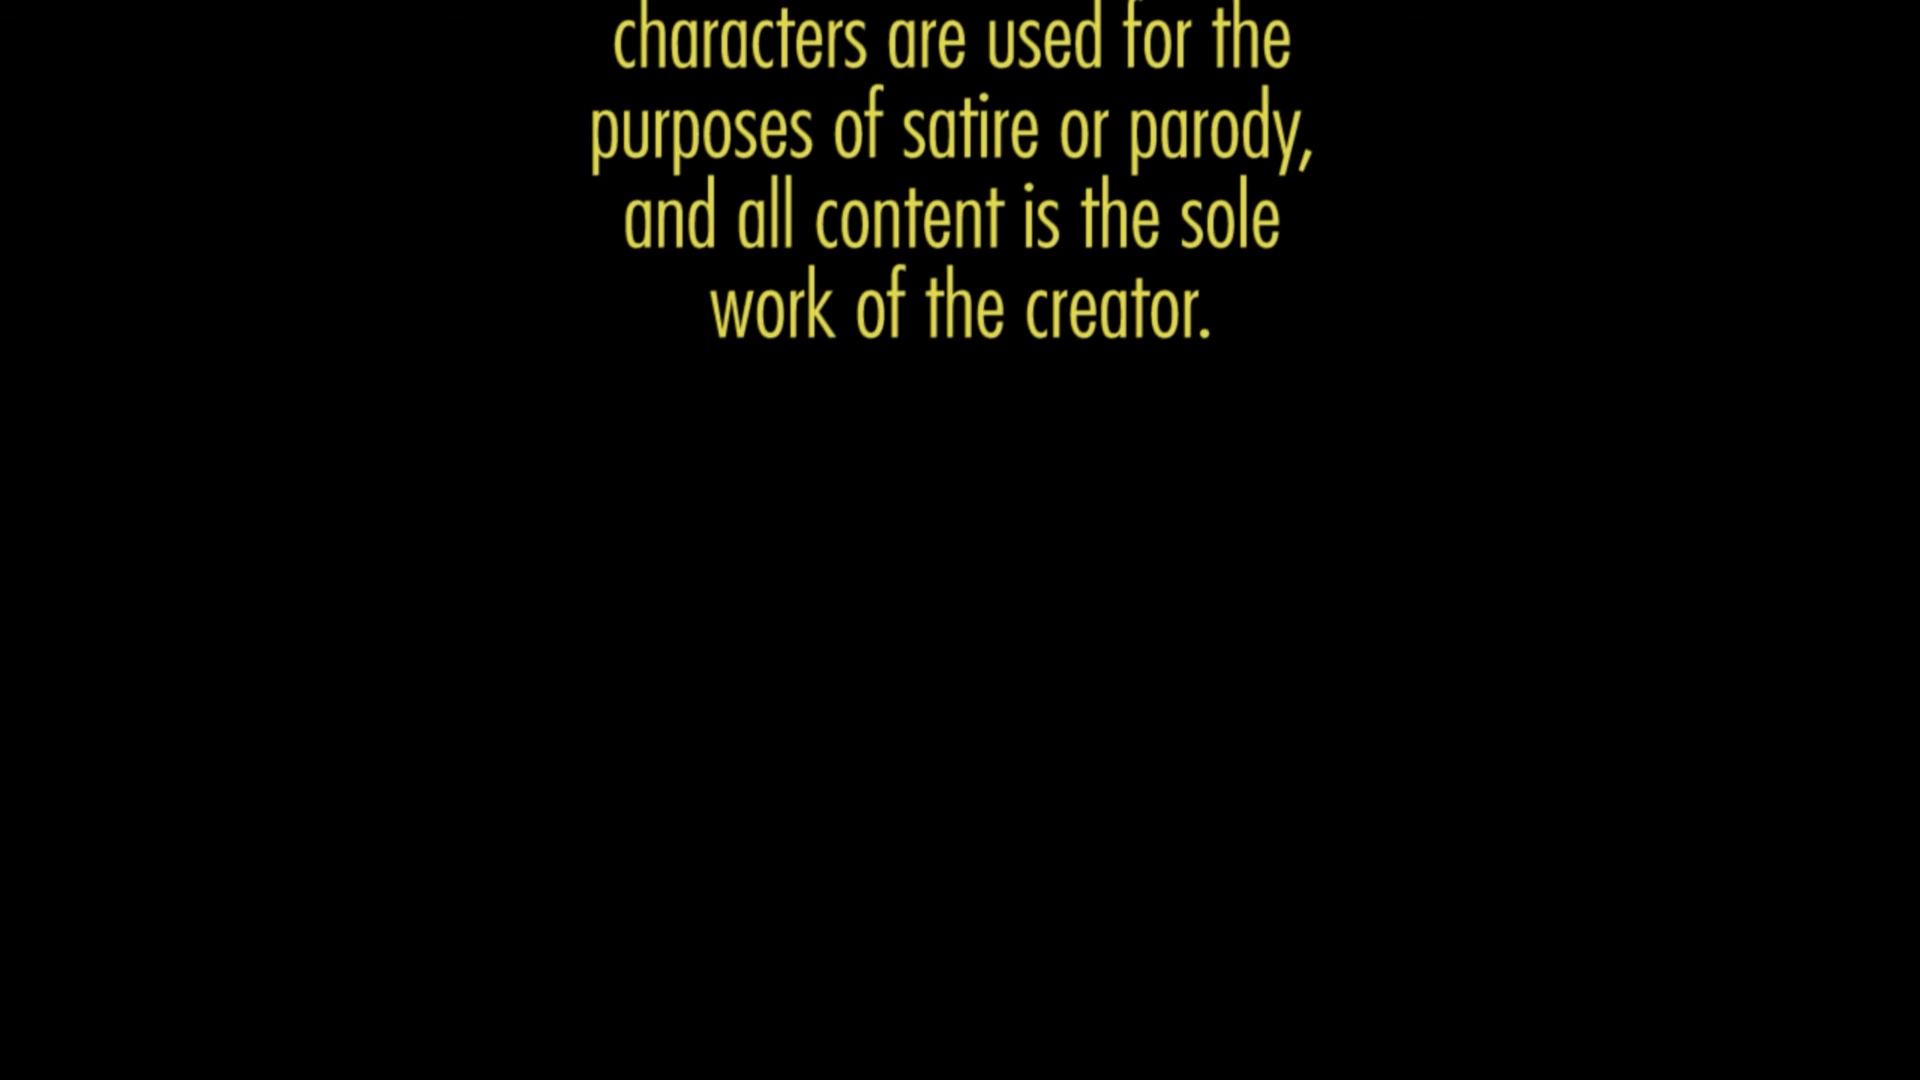 characters are used for the
purposes of satire or parody,
and all content is the sole
work of the creator.